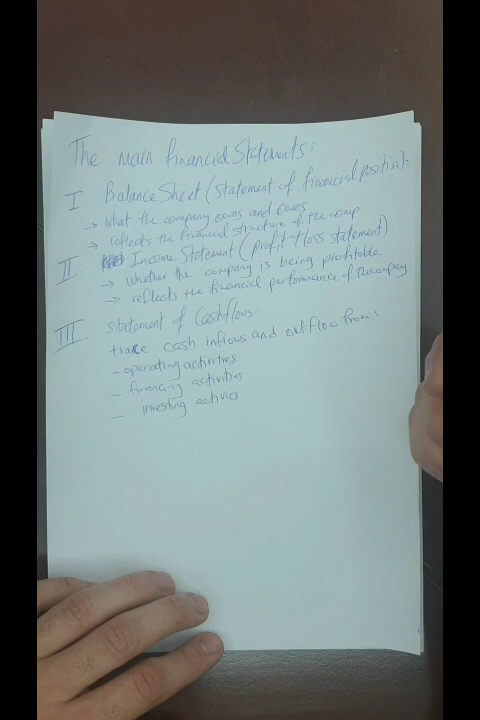 The main financial Statements:
I. Balance Sheet (Statement of financial position):
→ What the company owns and owes
→ reflects the financial structure of the comp
II. Income Statement (profit + loss statement)
→ whether the company is being profitable
→ reflects the financial performance of the company
III. Statement of Cashflows:
trace cash inflows and outflow from:
- operating activities
- financing activities
- investing activies